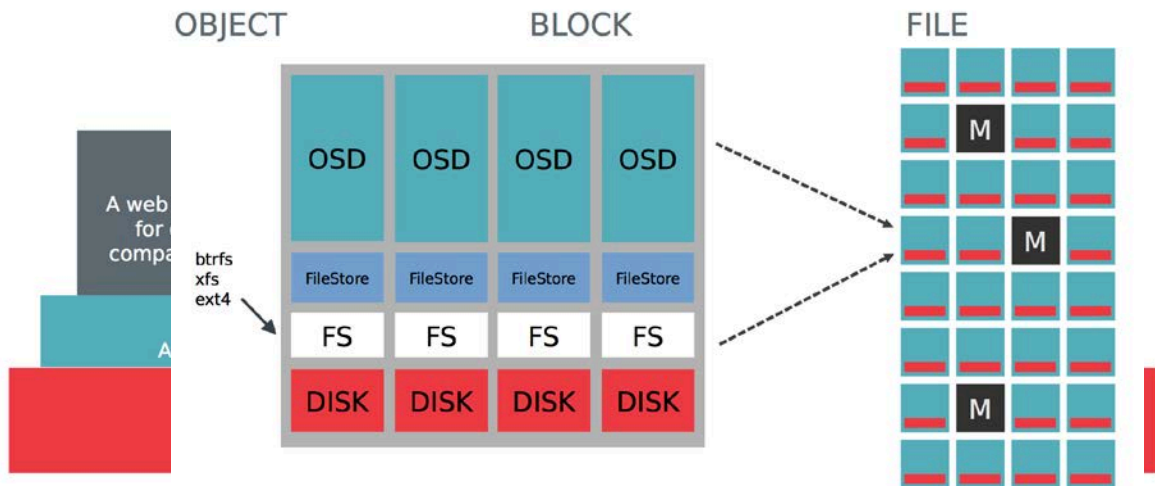 OBJECT BLOCK FILE
A web
for
compa
A
btrfs
xfs
ext4
OSD OSD OSD OSD
FileStore FileStore FileStore FileStore
FS FS FS FS
DISK DISK DISK DISK
M
M
M